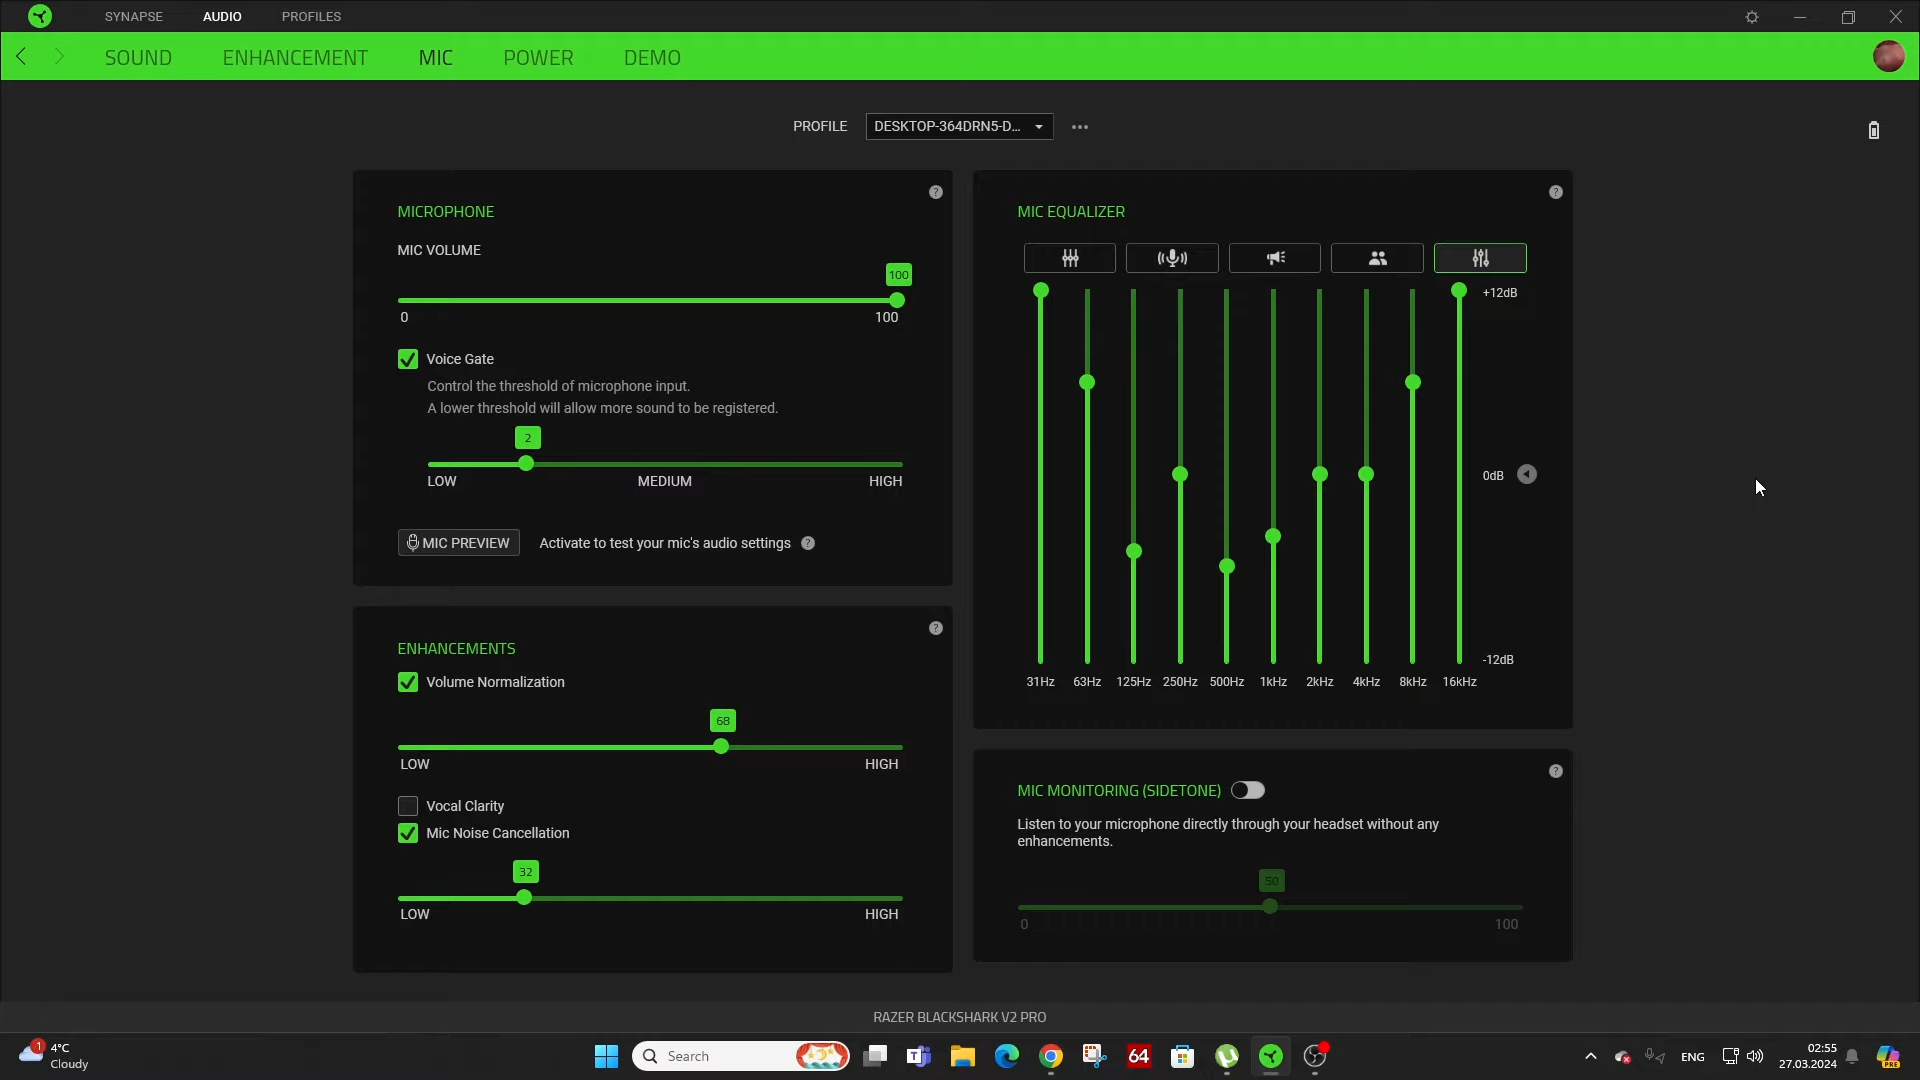 SYNAPSE AUDIO PROFILES
SOUND ENHANCEMENT MIC POWER DEMO
PROFILE DESKTOP-364DRN5-D...
MICROPHONE
MIC VOLUME
100
0 100
Voice Gate
Control the threshold of microphone input.
A lower threshold will allow more sound to be registered.
2
LOW MEDIUM HIGH
MIC PREVIEW Activate to test your mic's audio settings ?
?
ENHANCEMENTS
?
Volume Normalization
68
LOW HIGH
Vocal Clarity
Mic Noise Cancellation
32
LOW HIGH
MIC EQUALIZER
?
+12dB
0dB
-12dB
31Hz 63Hz 125Hz 250Hz 500Hz 1kHz 2kHz 4kHz 8kHz 16kHz
MIC MONITORING (SIDETONE)
?
Listen to your microphone directly through your headset without any
enhancements.
50
0 100
RAZER BLACKSHARK V2 PRO
1
4°C
Cloudy
Search
64
ENG
02:55
27.03.2024
PRE